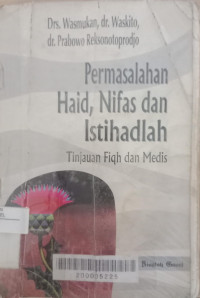 Drs. Wasmukan, dr. Waskito,
dr. Prabowo Reksonotoprodjo
Permasalahan
Haid, Nifas dan
Istihadlah
Tinjauan Fiqh dan Medis